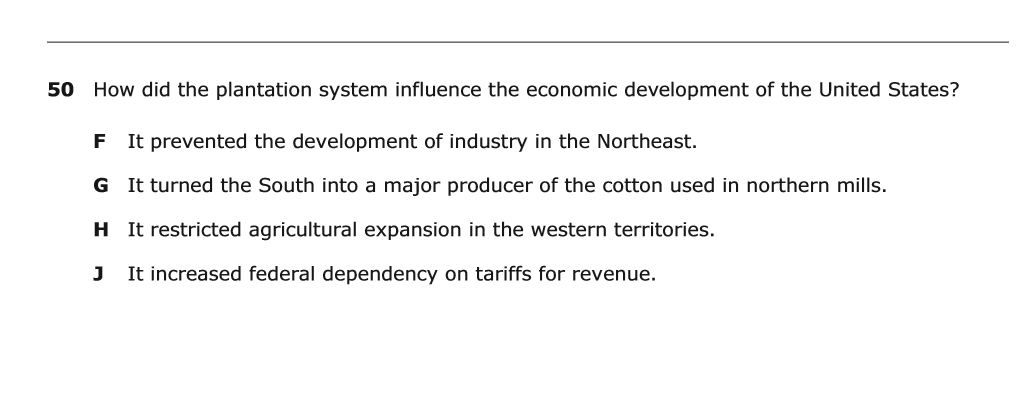 50 How did the plantation system influence the economic development of the United States?
F It prevented the development of industry in the Northeast.
G It turned the South into a major producer of the cotton used in northern mills.
H It restricted agricultural expansion in the western territories.
J It increased federal dependency on tariffs for revenue.